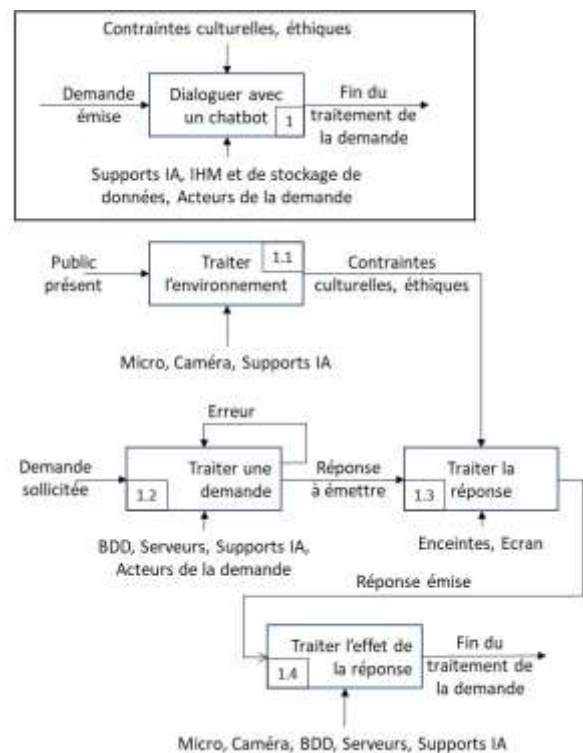 Contraintes culturelles, éthiques
Demande
émise
Dialoguer avec
un chatbot
1
Fin du
traitement de
la demande
Supports IA, IHM et de stockage de
données, Acteurs de la demande
Public
présent
Traiter
l'environnement
1.1
Contraintes
culturelles, éthiques
Micro, Caméra, Supports IA
Erreur
Demande
sollicitée
Traiter une
demande
1.2
Réponse
à émettre
Traiter la
réponse
1.3
BDD, Serveurs, Supports IA,
Acteurs de la demande
Enceintes, Ecran
Réponse émise
Traiter l'effet de
la réponse
1.4
Fin du
traitement de
la demande
Micro, Caméra, BDD, Serveurs, Supports IA